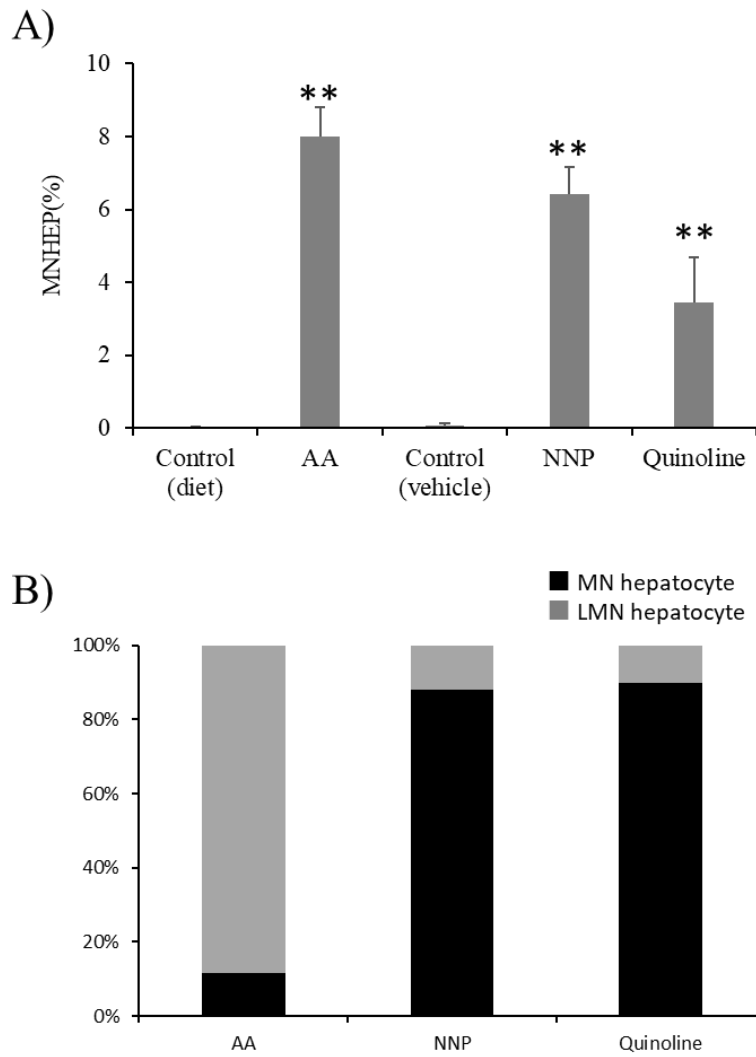 A)
10
8
6
4
2
0
MNHEP(%)
**
**
**
Control
(diet)
AA
Control
(vehicle)
NNP
Quinoline
B)
MN hepatocyte
LMN hepatocyte
100%
80%
60%
40%
20%
0%
AA
NNP
Quinoline